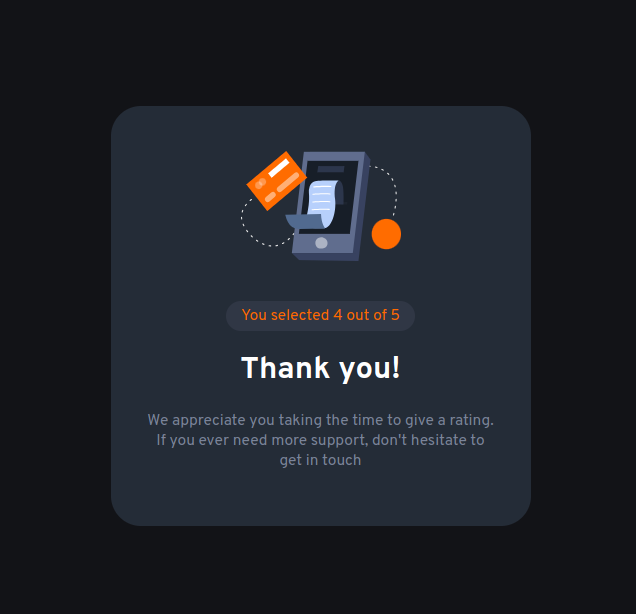 You selected 4 out of 5
Thank you!
We appreciate you taking the time to give a rating.
If you ever need more support, don't hesitate to
get in touch